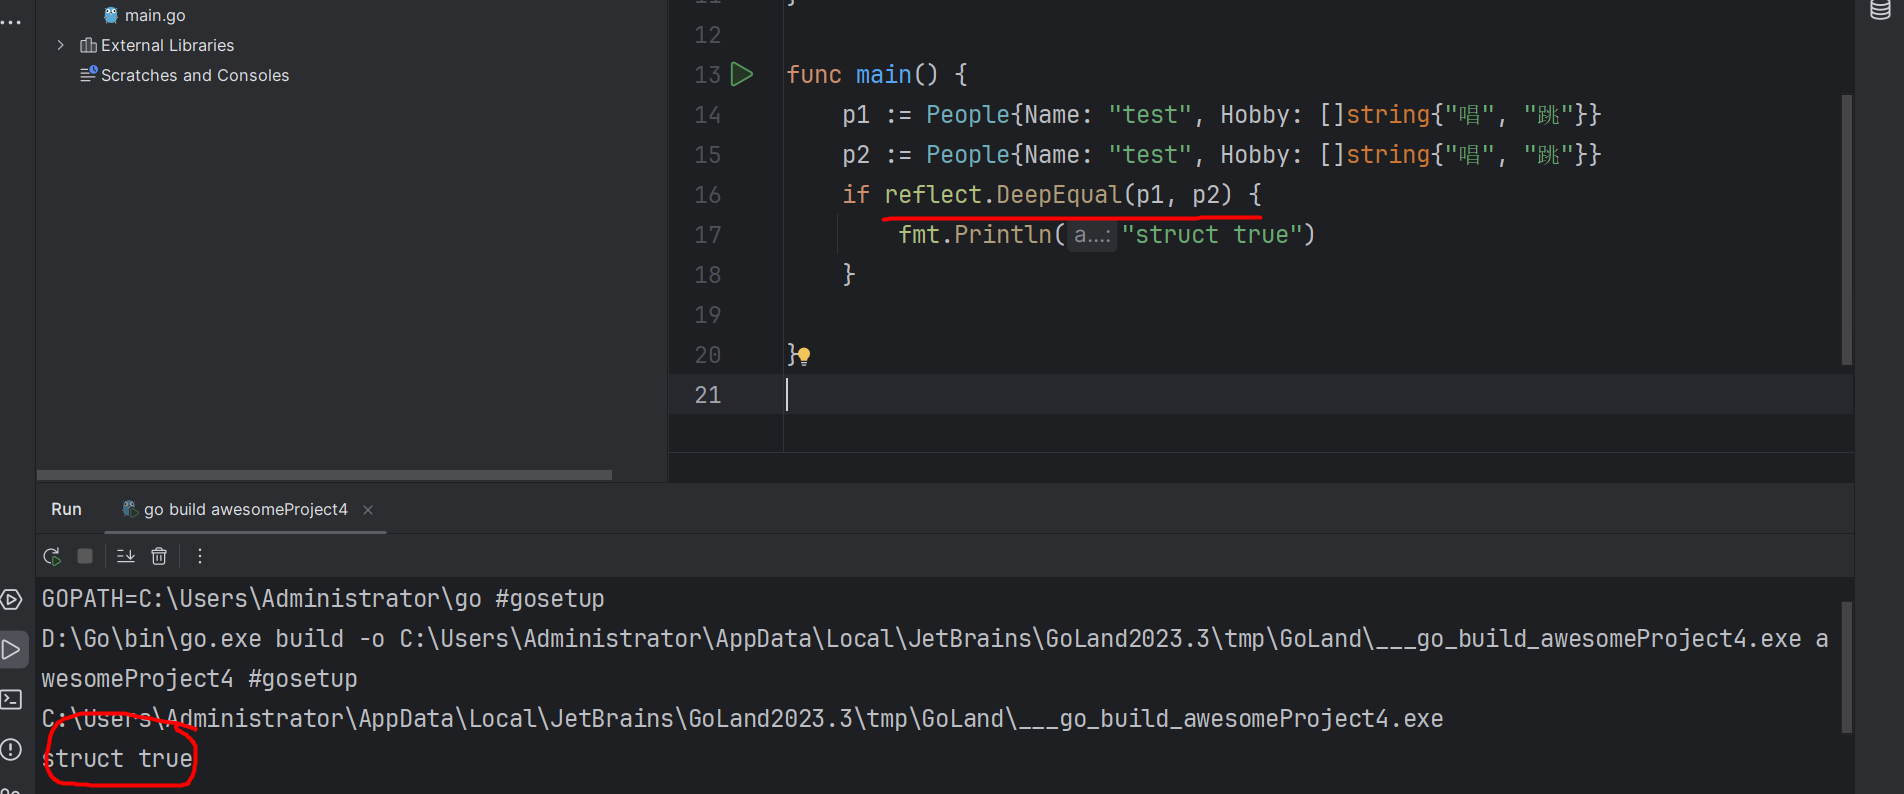 main.go
External Libraries
Scratches and Consoles
11 }
12
13 func main() {
14 p1 := People{Name: "test", Hobby: []string{"唱", "跳"}}
15 p2 := People{Name: "test", Hobby: []string{"唱", "跳"}}
16 if reflect.DeepEqual(p1, p2) {
17 fmt.Println( a...: "struct true")
18 }
19
20 }
21
Run
go build awesomeProject4
GOPATH=C:\Users\Administrator\go #gosetup
D:\Go\bin\go.exe build -o C:\Users\Administrator\AppData\Local\JetBrains\GoLand2023.3\tmp\GoLand\___go_build_awesomeProject4.exe a
wesomeProject4 #gosetup
C:\Users\Administrator\AppData\Local\JetBrains\GoLand2023.3\tmp\GoLand\___go_build_awesomeProject4.exe
struct true